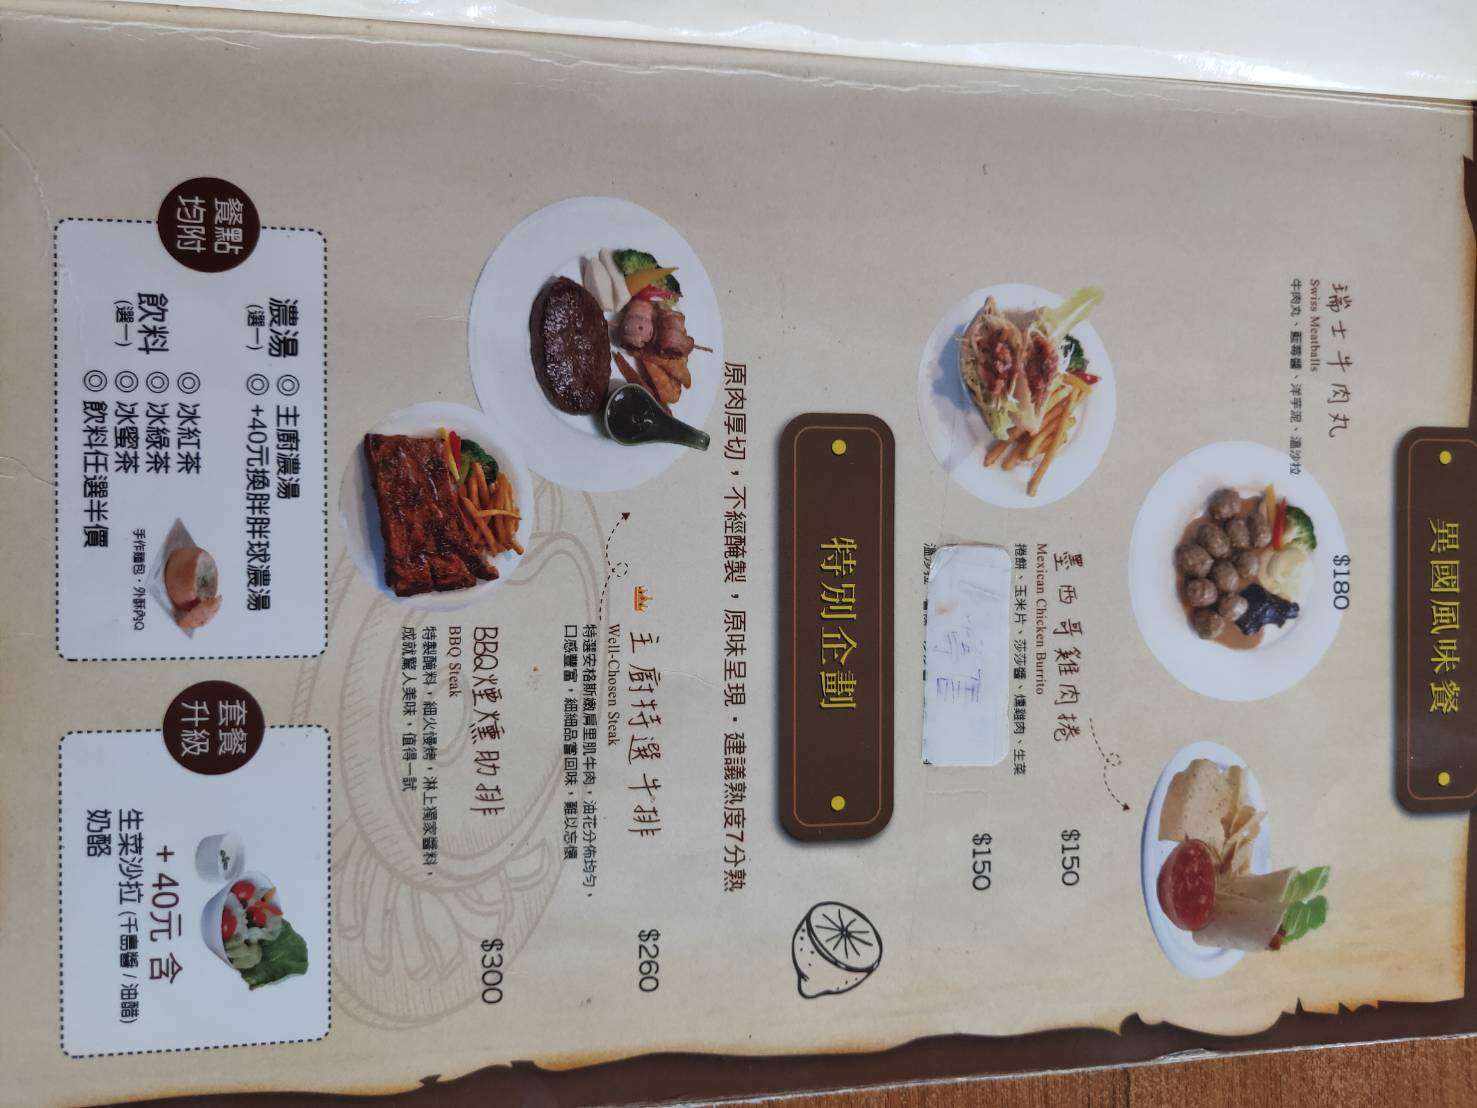 異國風味餐
瑞士牛肉丸
Swiss Meatballs
牛肉丸、藍莓醬、洋芋泥、溫沙拉
$180
墨西哥雞肉捲
Mexican Chicken Burrito
捲餅、玉米片、莎莎醬、燻雞肉、生菜
$150
$150
特別企劃
原肉厚切，不經醃製，原味呈現。建議熟度7分熟
主廚特選牛排
Well-Chosen Steak
特選安格斯嫩肩里肌牛肉，油花分佈均勻，
口感豐富，細細品嘗回味，難以忘懷
$260
BBQ煙燻肋排
BBQ Steak
特製醃料，細火慢烤，淋上獨家醬料，
成就驚人美味，值得一試
$300
餐點
均附
濃湯
(選一)
◎ 主廚濃湯
◎ +40元換胖胖球濃湯
飲料
(選一)
◎ 冰紅茶
◎ 冰綠茶
◎ 冰蜜茶
◎ 飲料任選半價
手作麵包，外酥內Q
套餐
升級
+ 40元 含
生菜沙拉 (千島醬 / 油醋)
奶酪